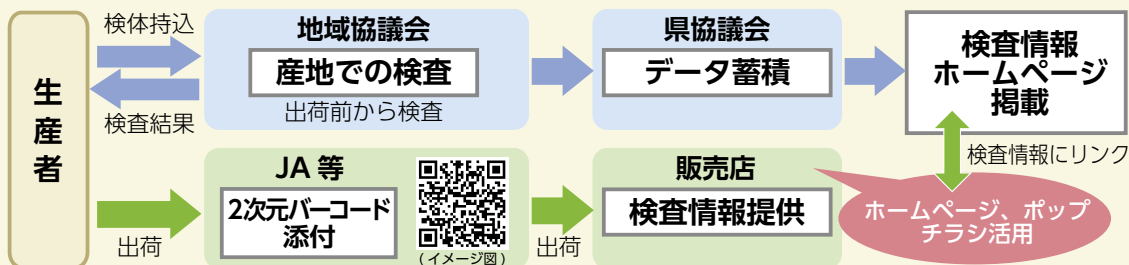 生産者
検体持込
検査結果
地域協議会
産地での検査
出荷前から検査
県協議会
データ蓄積
検査情報
ホームページ
掲載
検査情報にリンク
出荷
JA 等
2次元バーコード
添付
(イメージ図)
出荷
販売店
検査情報提供
ホームページ、ポップ
チラシ活用